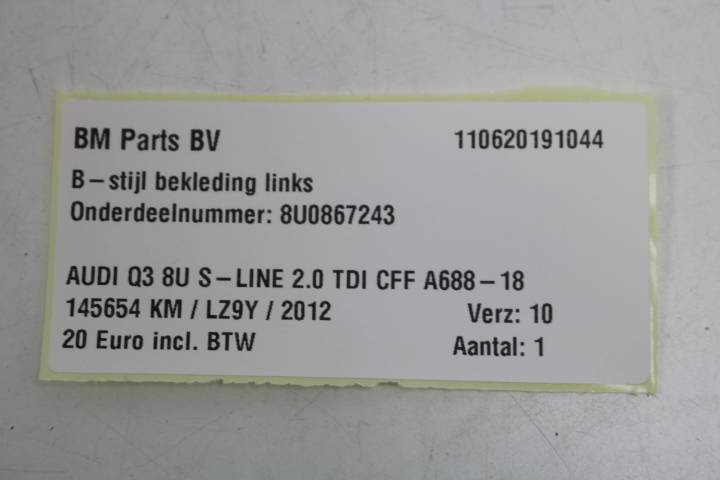 BM Parts BV 110620191044
B-stijl bekleding links
Onderdeelnummer: 8U0867243
AUDI Q3 8U S-LINE 2.0 TDI CFF A688-18
145654 KM / LZ9Y / 2012 Verz: 10
20 Euro incl. BTW Aantal: 1